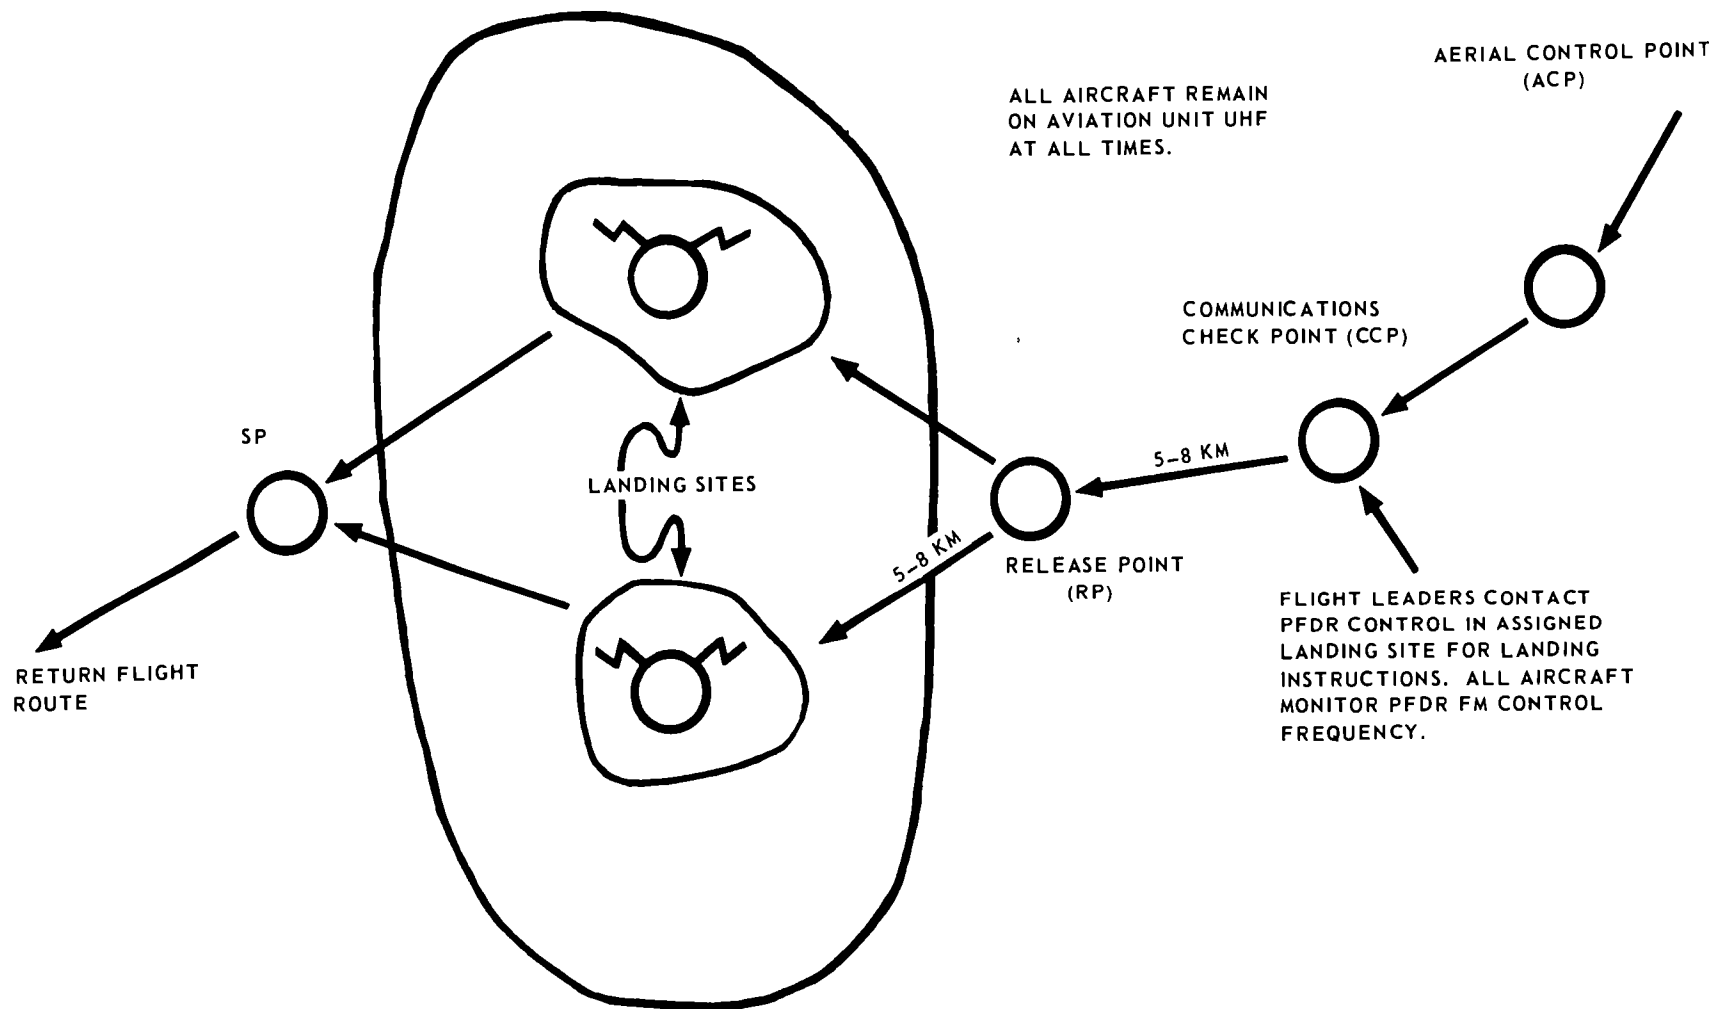 AERIAL CONTROL POINT
(ACP)
ALL AIRCRAFT REMAIN
ON AVIATION UNIT UHF
AT ALL TIMES.
COMMUNICATIONS
CHECK POINT (CCP)
SP
5–8 KM
LANDING SITES
5–8 KM
RELEASE POINT
(RP)
FLIGHT LEADERS CONTACT
PFDR CONTROL IN ASSIGNED
LANDING SITE FOR LANDING
INSTRUCTIONS. ALL AIRCRAFT
MONITOR PFDR FM CONTROL
FREQUENCY.
RETURN FLIGHT
ROUTE